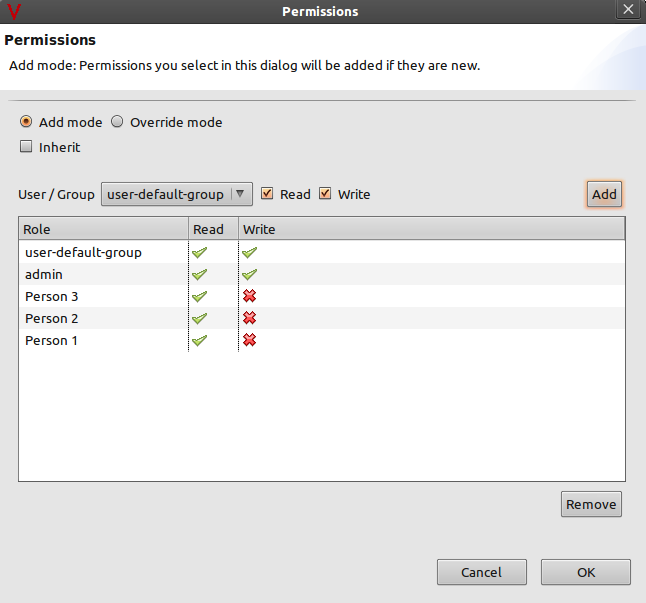 Permissions
Permissions
Add mode: Permissions you select in this dialog will be added if they are new.
Add mode Override mode
Inherit
User / Group user-default-group Read Write Add
Role Read Write
user-default-group
admin
Person 3
Person 2
Person 1
Remove
Cancel OK